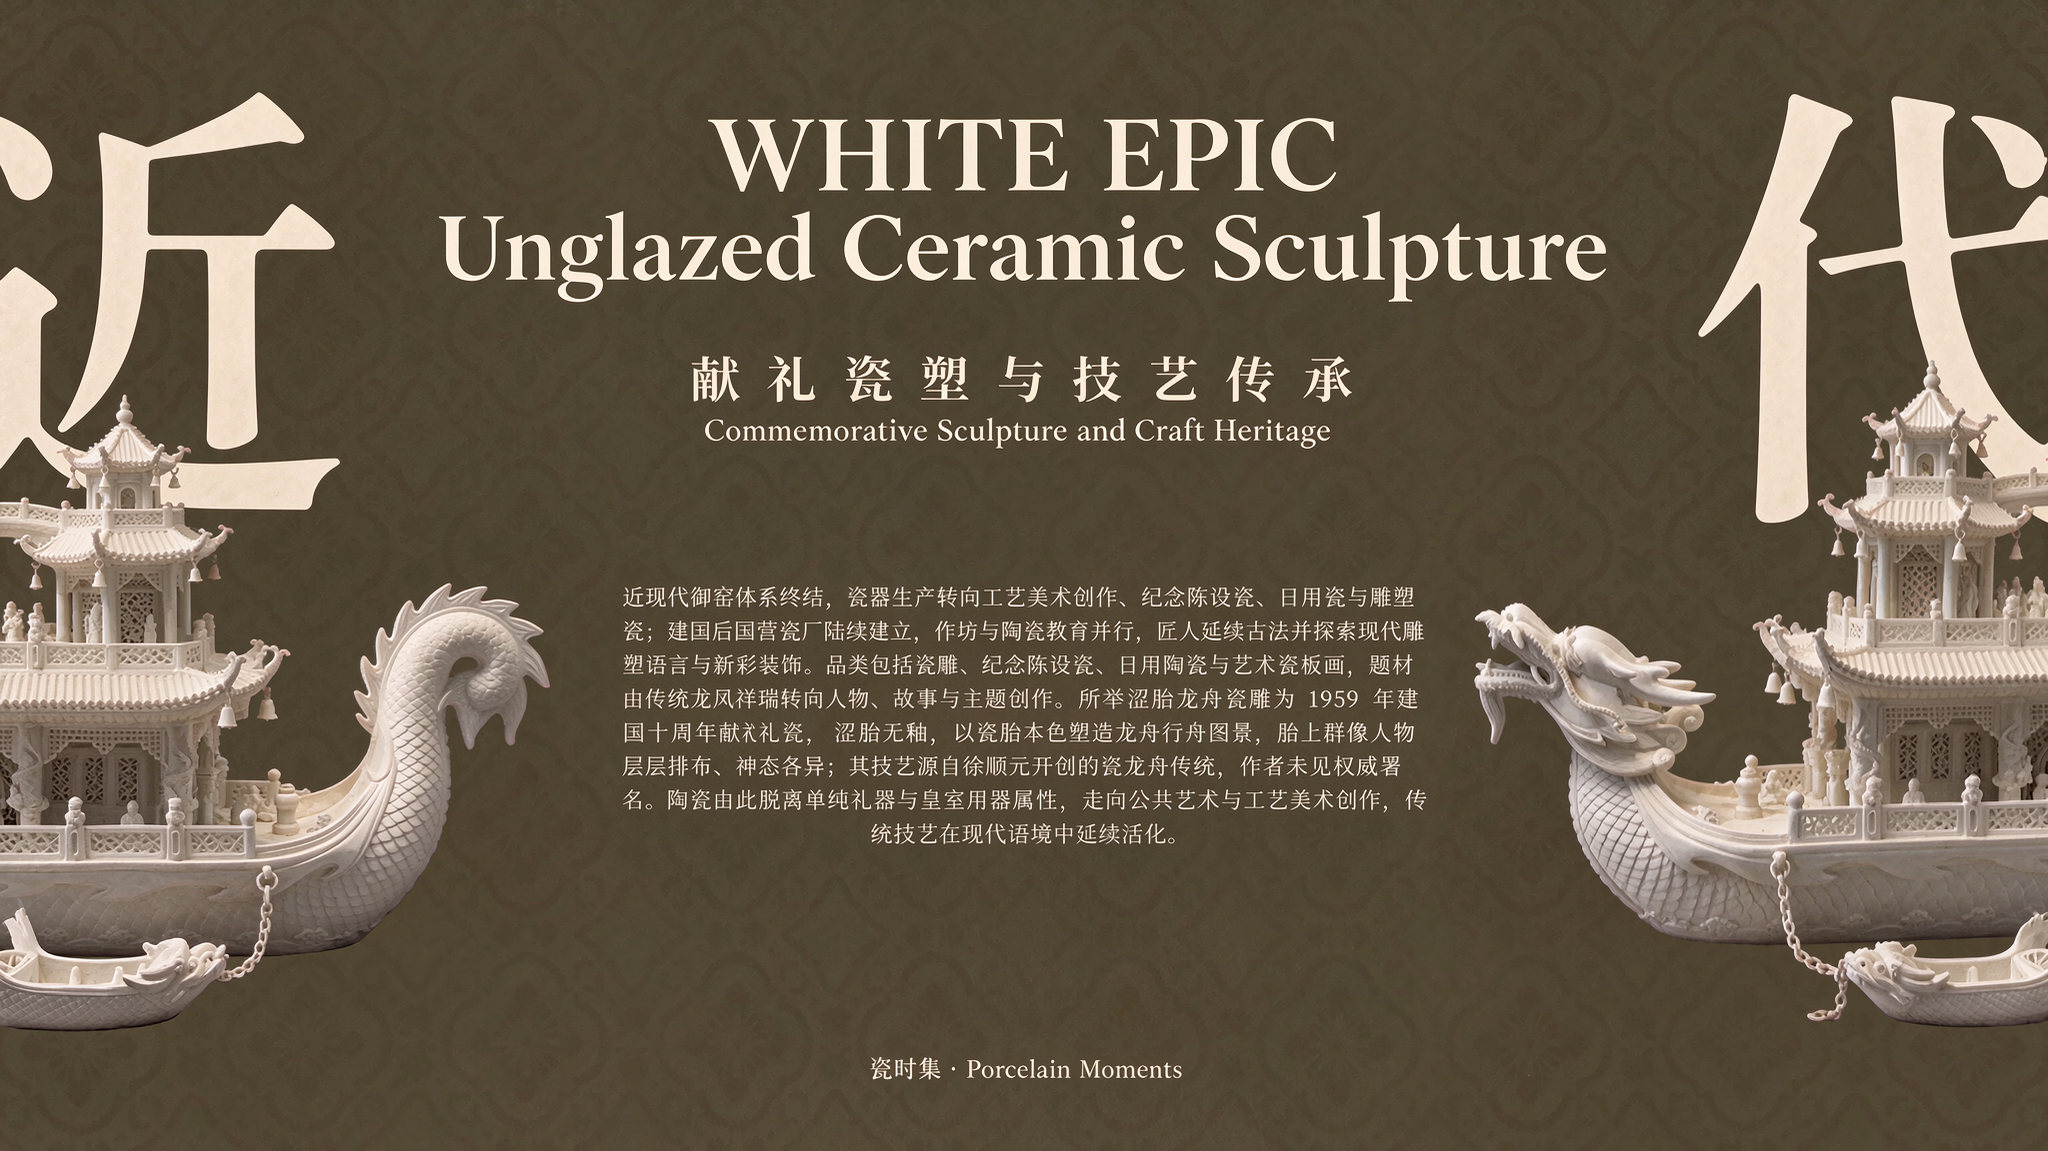 近代
WHITE EPIC
Unglazed Ceramic Sculpture
献礼瓷塑与技艺传承
Commemorative Sculpture and Craft Heritage
近现代御窑体系终结，瓷器生产转向工艺美术创作、纪念陈设瓷、日用瓷与雕塑
瓷；建国后国营瓷厂陆续建立，作坊与陶瓷教育并行，匠人延续古法并探索现代雕
塑语言与新彩装饰。品类包括瓷雕、纪念陈设瓷、日用陶瓷与艺术瓷板画，题材
由传统龙凤祥瑞转向人物、故事与主题创作。所举涩胎龙舟瓷雕为 1959 年建
国十周年献礼瓷， 涩胎无釉，以瓷胎本色塑造龙舟行舟图景，胎上群像人物
层层排布、神态各异；其技艺源自徐顺元开创的瓷龙舟传统，作者未见权威署
名。陶瓷由此脱离单纯礼器与皇室用器属性，走向公共艺术与工艺美术创作，传
统技艺在现代语境中延续活化。
瓷时集 · Porcelain Moments